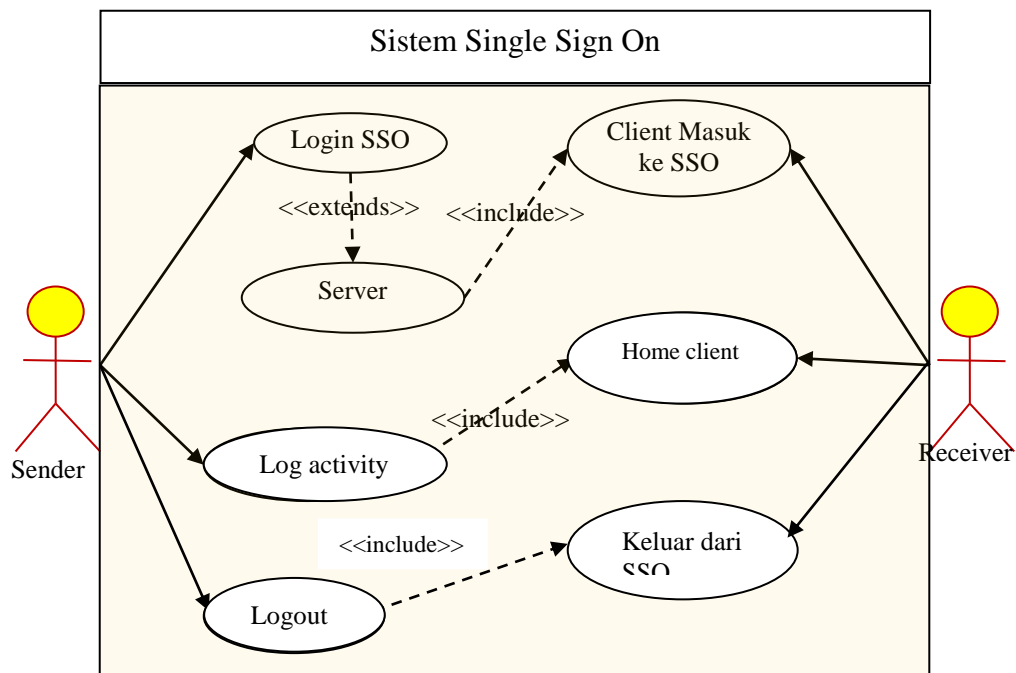 Sistem Single Sign On
Login SSO
Client Masuk
ke SSO
<<extends>>
<<include>>
Server
Home client
<<include>>
Sender
Log activity
Receiver
<<include>>
Keluar dari
SSO
Logout